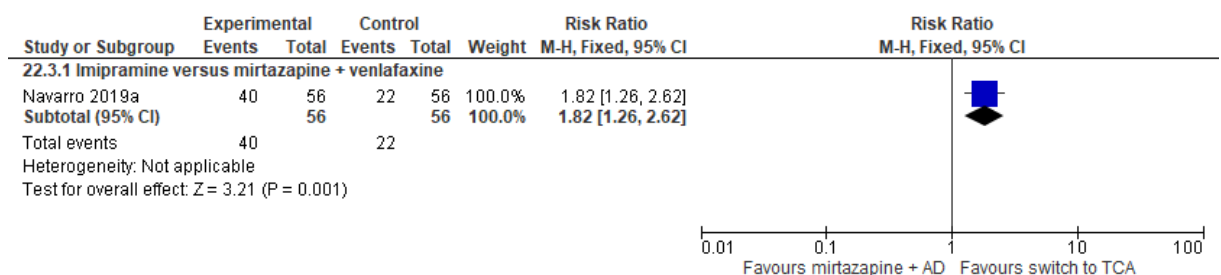 Experimental Control Risk Ratio Risk Ratio
Study or Subgroup Events Total Events Total Weight M-H, Fixed, 95% CI M-H, Fixed, 95% CI
22.3.1 Imipramine versus mirtazapine + venlafaxine
Navarro 2019a 40 56 22 56 100.0% 1.82 [1.26, 2.62]
Subtotal (95% CI) 56 56 100.0% 1.82 [1.26, 2.62]
Total events 40 22
Heterogeneity: Not applicable
Test for overall effect: Z = 3.21 (P = 0.001)
0.01 0.1 1 10 100
Favours mirtazapine + AD Favours switch to TCA